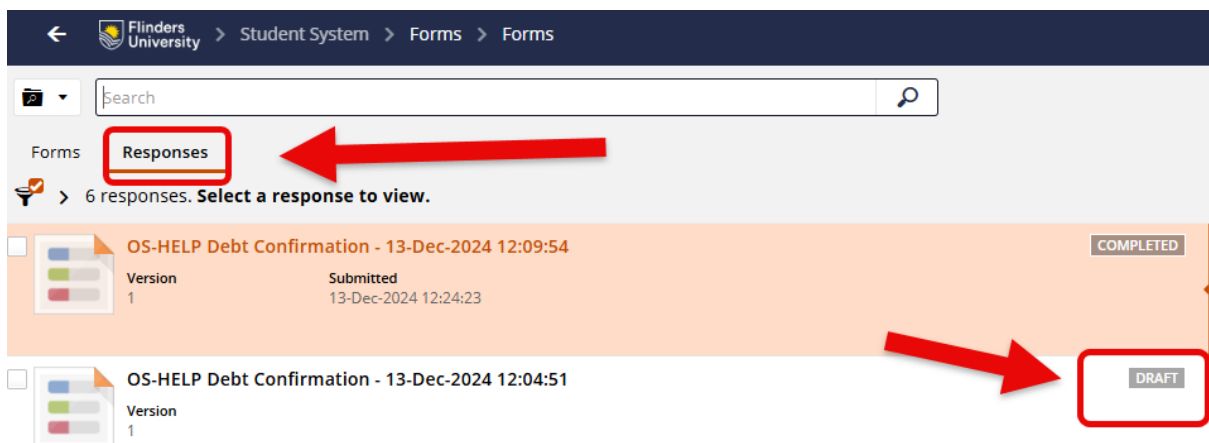 Flinders University > Student System > Forms > Forms
Search
Forms Responses
> 6 responses. Select a response to view.
OS-HELP Debt Confirmation - 13-Dec-2024 12:09:54 COMPLETED
Version Submitted
1 13-Dec-2024 12:24:23
OS-HELP Debt Confirmation - 13-Dec-2024 12:04:51 DRAFT
Version
1